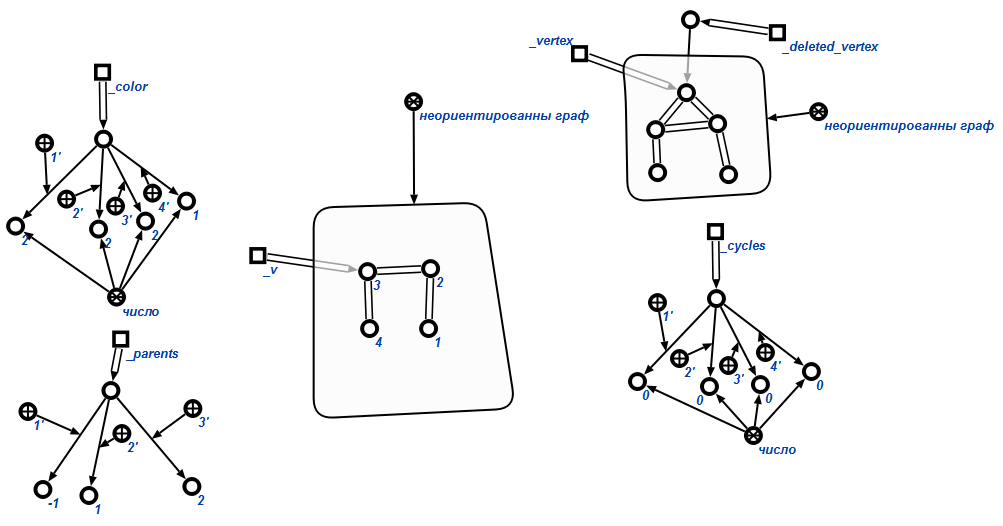 _color
1'
2'
3'
4'
2
2
2
1
число
_parents
1'
2'
3'
-1
1
2
неориентированны граф
_v
3
2
4
1
_vertex
_deleted_vertex
неориентированны граф
_cycles
1'
2'
3'
4'
0
0
0
0
число